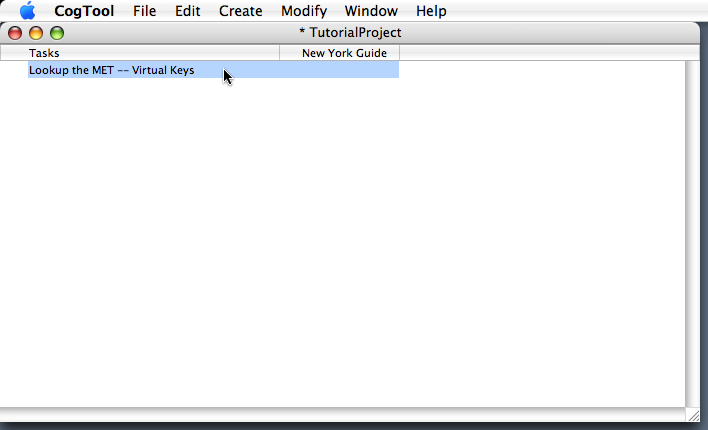 CogTool File Edit Create Modify Window Help
* TutorialProject
Tasks New York Guide
Lookup the MET -- Virtual Keys